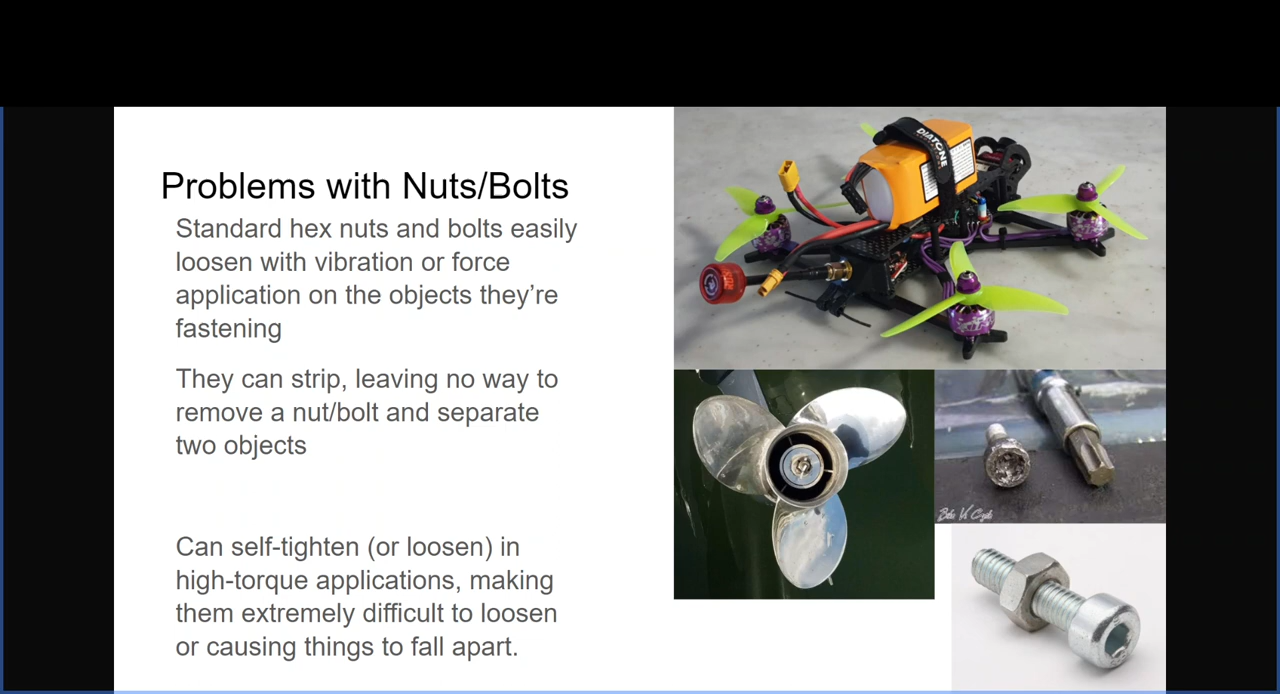 Problems with Nuts/Bolts
Standard hex nuts and bolts easily
loosen with vibration or force
application on the objects they're
fastening
They can strip, leaving no way to
remove a nut/bolt and separate
two objects
Can self-tighten (or loosen) in
high-torque applications, making
them extremely difficult to loosen
or causing things to fall apart.
DIATONE